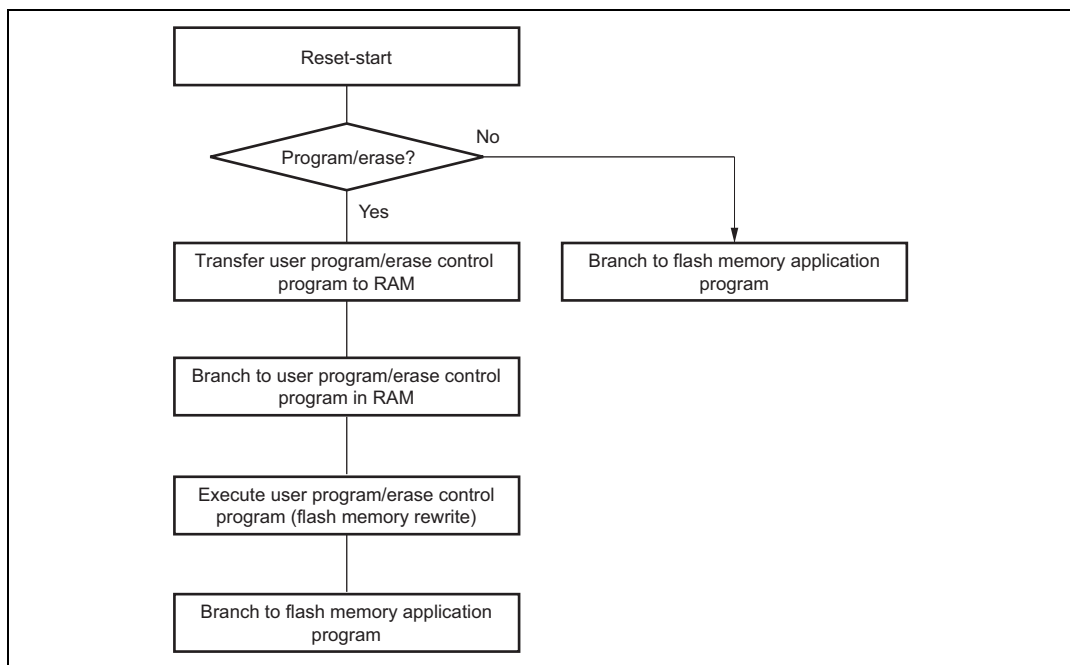 Reset-start
No
Program/erase?
Yes
Transfer user program/erase control
program to RAM
Branch to flash memory application
program
Branch to user program/erase control
program in RAM
Execute user program/erase control
program (flash memory rewrite)
Branch to flash memory application
program